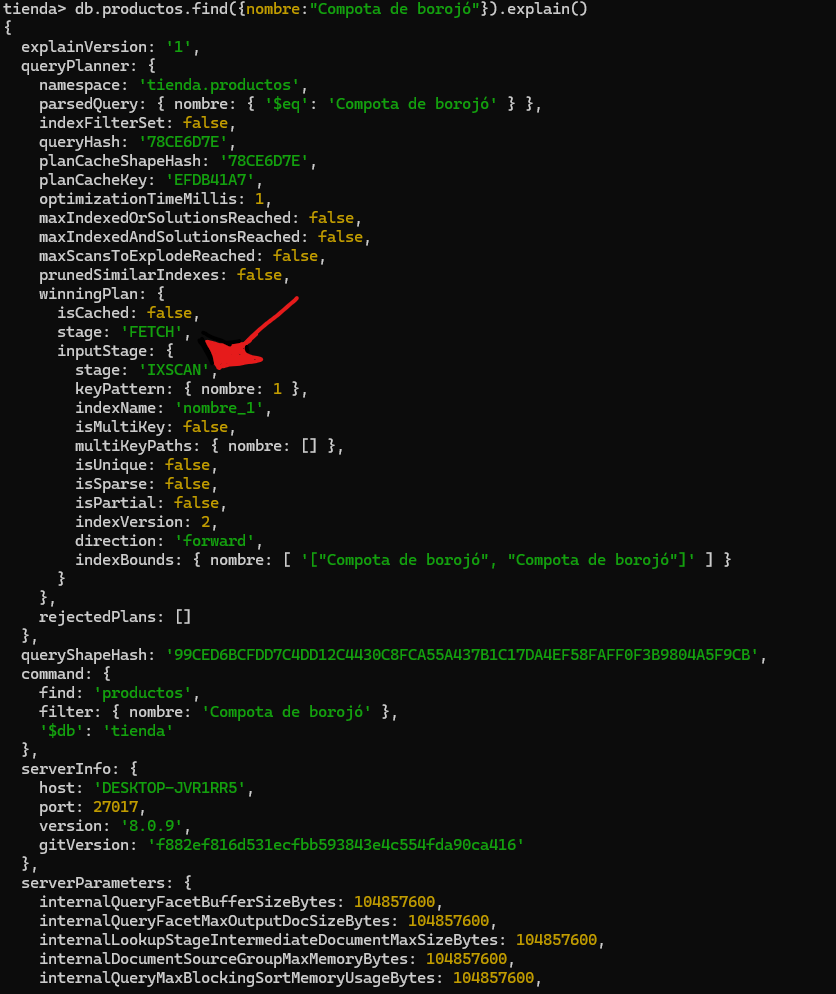 tienda> db.productos.find({nombre:"Compota de borojó"}).explain()
{
  explainVersion: '1',
  queryPlanner: {
    namespace: 'tienda.productos',
    parsedQuery: { nombre: { '$eq': 'Compota de borojó' } },
    indexFilterSet: false,
    queryHash: '78CE6D7E',
    planCacheShapeHash: '78CE6D7E',
    planCacheKey: 'EFDB41A7',
    optimizationTimeMillis: 1,
    maxIndexedOrSolutionsReached: false,
    maxIndexedAndSolutionsReached: false,
    maxScansToExplodeReached: false,
    prunedSimilarIndexes: false,
    winningPlan: {
      isCached: false,
      stage: 'FETCH',
      inputStage: {
        stage: 'IXSCAN',
        keyPattern: { nombre: 1 },
        indexName: 'nombre_1',
        isMultiKey: false,
        multiKeyPaths: { nombre: [] },
        isUnique: false,
        isSparse: false,
        isPartial: false,
        indexVersion: 2,
        direction: 'forward',
        indexBounds: { nombre: [ '["Compota de borojó", "Compota de borojó"]' ] }
      }
    },
    rejectedPlans: []
  },
  queryShapeHash: '99CED6BCFDD7C4DD12C4430C8FCA55A437B1C17DA4EF58FAFF0F3B9804A5F9CB',
  command: {
    find: 'productos',
    filter: { nombre: 'Compota de borojó' },
    '$db': 'tienda'
  },
  serverInfo: {
    host: 'DESKTOP-JVR1RR5',
    port: 27017,
    version: '8.0.9',
    gitVersion: 'f882ef816d531ecfbb593843e4c554fda90ca416'
  },
  serverParameters: {
    internalQueryFacetBufferSizeBytes: 104857600,
    internalQueryFacetMaxOutputDocSizeBytes: 104857600,
    internalLookupStageIntermediateDocumentMaxSizeBytes: 104857600,
    internalDocumentSourceGroupMaxMemoryBytes: 104857600,
    internalQueryMaxBlockingSortMemoryUsageBytes: 104857600,